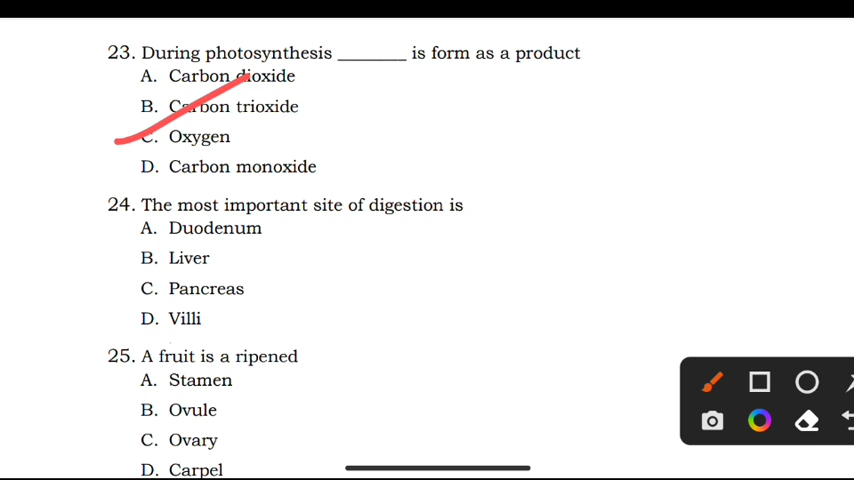 23. During photosynthesis ________ is form as a product
A. Carbon dioxide
B. Carbon trioxide
C. Oxygen
D. Carbon monoxide
24. The most important site of digestion is
A. Duodenum
B. Liver
C. Pancreas
D. Villi
25. A fruit is a ripened
A. Stamen
B. Ovule
C. Ovary
D. Carpel